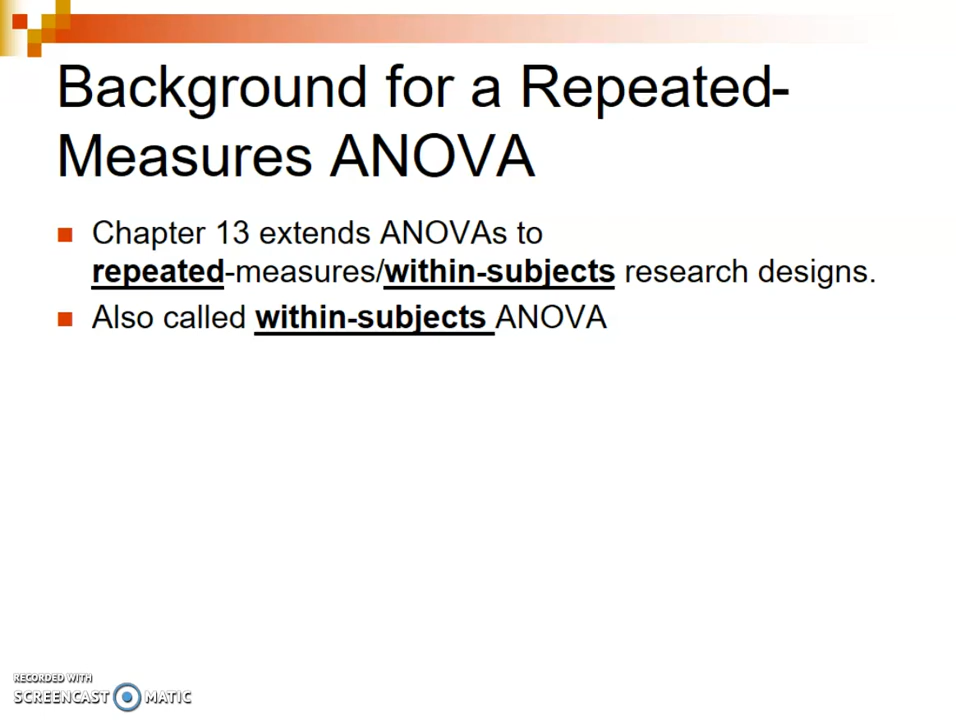 Background for a Repeated-
Measures ANOVA
Chapter 13 extends ANOVAs to
repeated-measures/within-subjects research designs.
Also called within-subjects ANOVA
RECORDED WITH
SCREENCAST MATIC